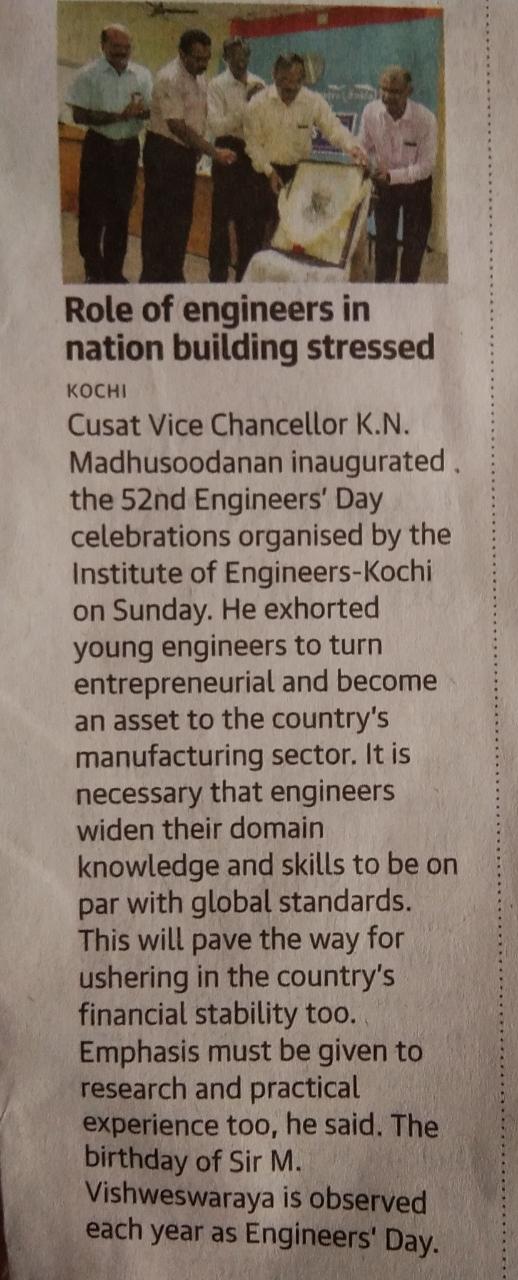 Role of engineers in
nation building stressed
KOCHI
Cusat Vice Chancellor K.N.
Madhusoodanan inaugurated
the 52nd Engineers' Day
celebrations organised by the
Institute of Engineers-Kochi
on Sunday. He exhorted
young engineers to turn
entrepreneurial and become
an asset to the country's
manufacturing sector. It is
necessary that engineers
widen their domain
knowledge and skills to be on
par with global standards.
This will pave the way for
ushering in the country's
financial stability too.
Emphasis must be given to
research and practical
experience too, he said. The
birthday of Sir M.
Vishweswaraya is observed
each year as Engineers' Day.